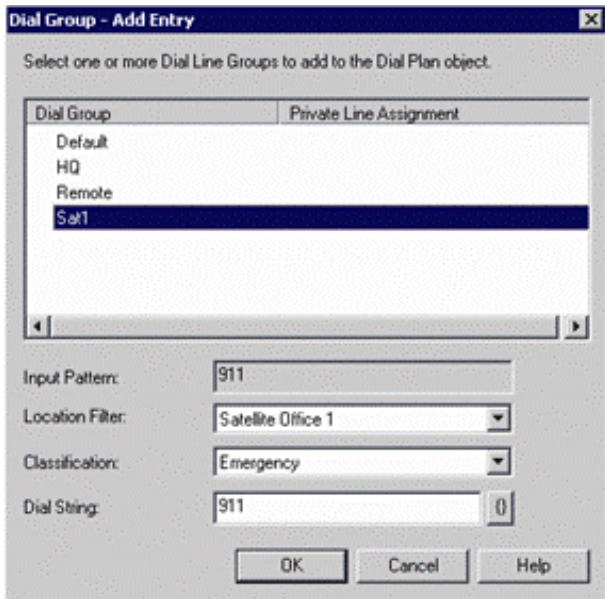 Dial Group - Add Entry
Select one or more Dial Line Groups to add to the Dial Plan object.
Dial Group Private Line Assignment
Default
HQ
Remote
Sat1
Input Pattern: 911
Location Filter: Satellite Office 1
Classification: Emergency
Dial String: 911 {}
OK Cancel Help